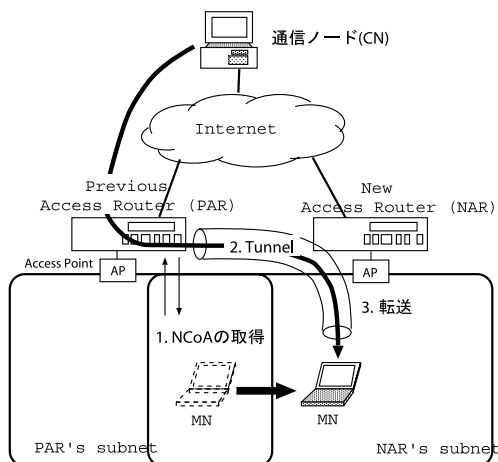 通信ノード(CN)
Internet
Previous
Access Router (PAR)
New
Access Router (NAR)
2. Tunnel
Access Point
AP
AP
3. 転送
1. NCoAの取得
MN
MN
PAR's subnet
NAR's subnet